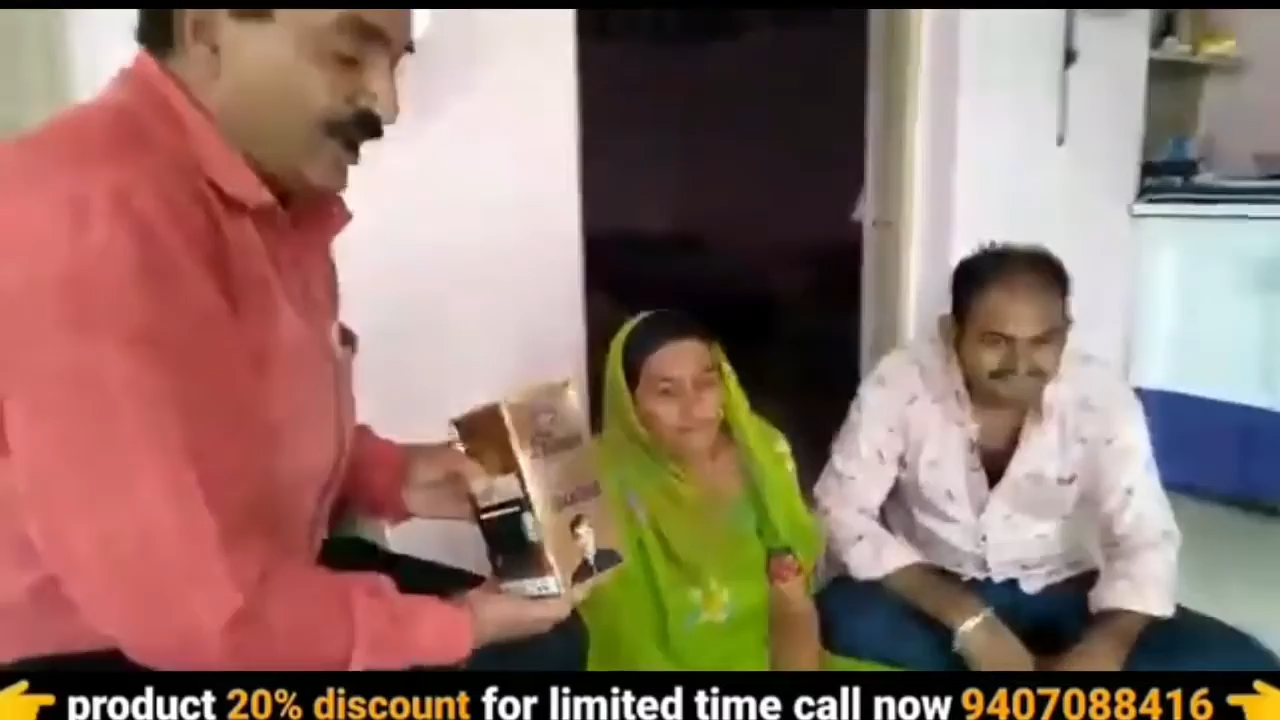 👉 product 20% discount for limited time call now 9407088416 👈